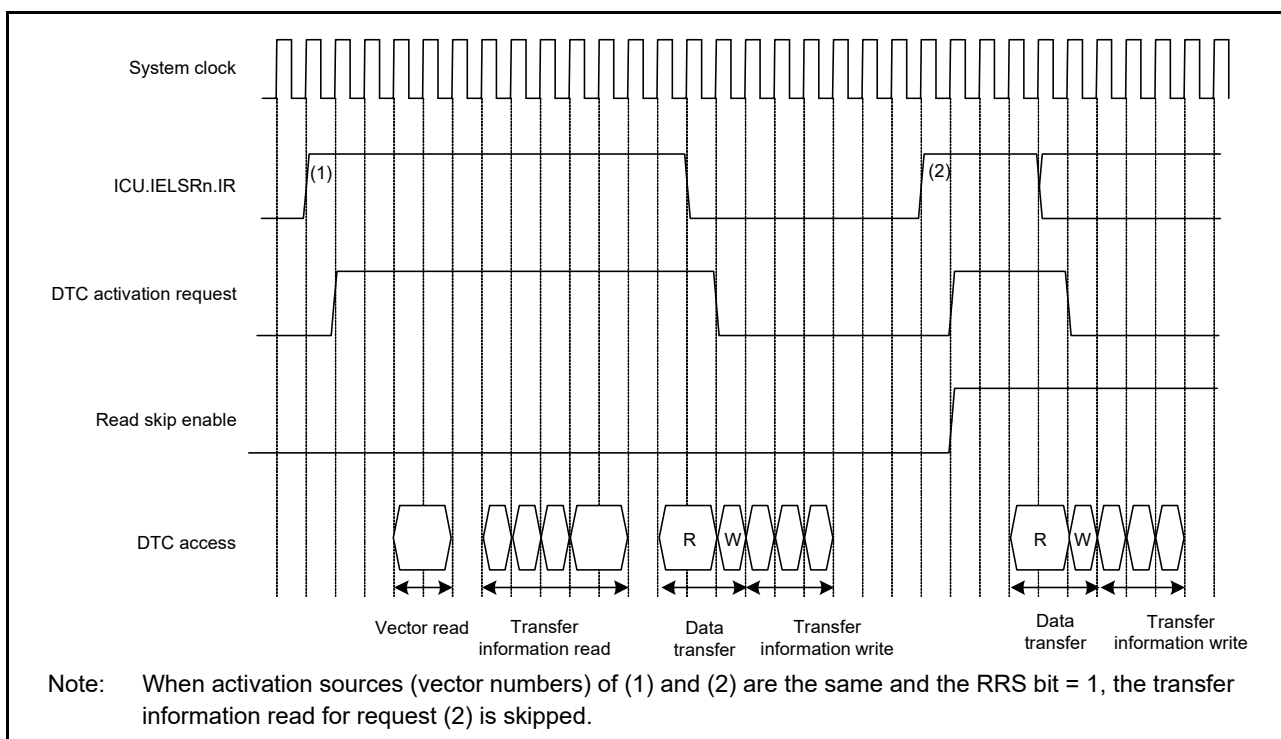 System clock
(1)
(2)
ICU.IELSRn.IR
DTC activation request
Read skip enable
DTC access
R
W
R
W
Vector read
Transfer
information read
Data
transfer
Transfer
information write
Data
transfer
Transfer
information write
Note: When activation sources (vector numbers) of (1) and (2) are the same and the RRS bit = 1, the transfer
information read for request (2) is skipped.